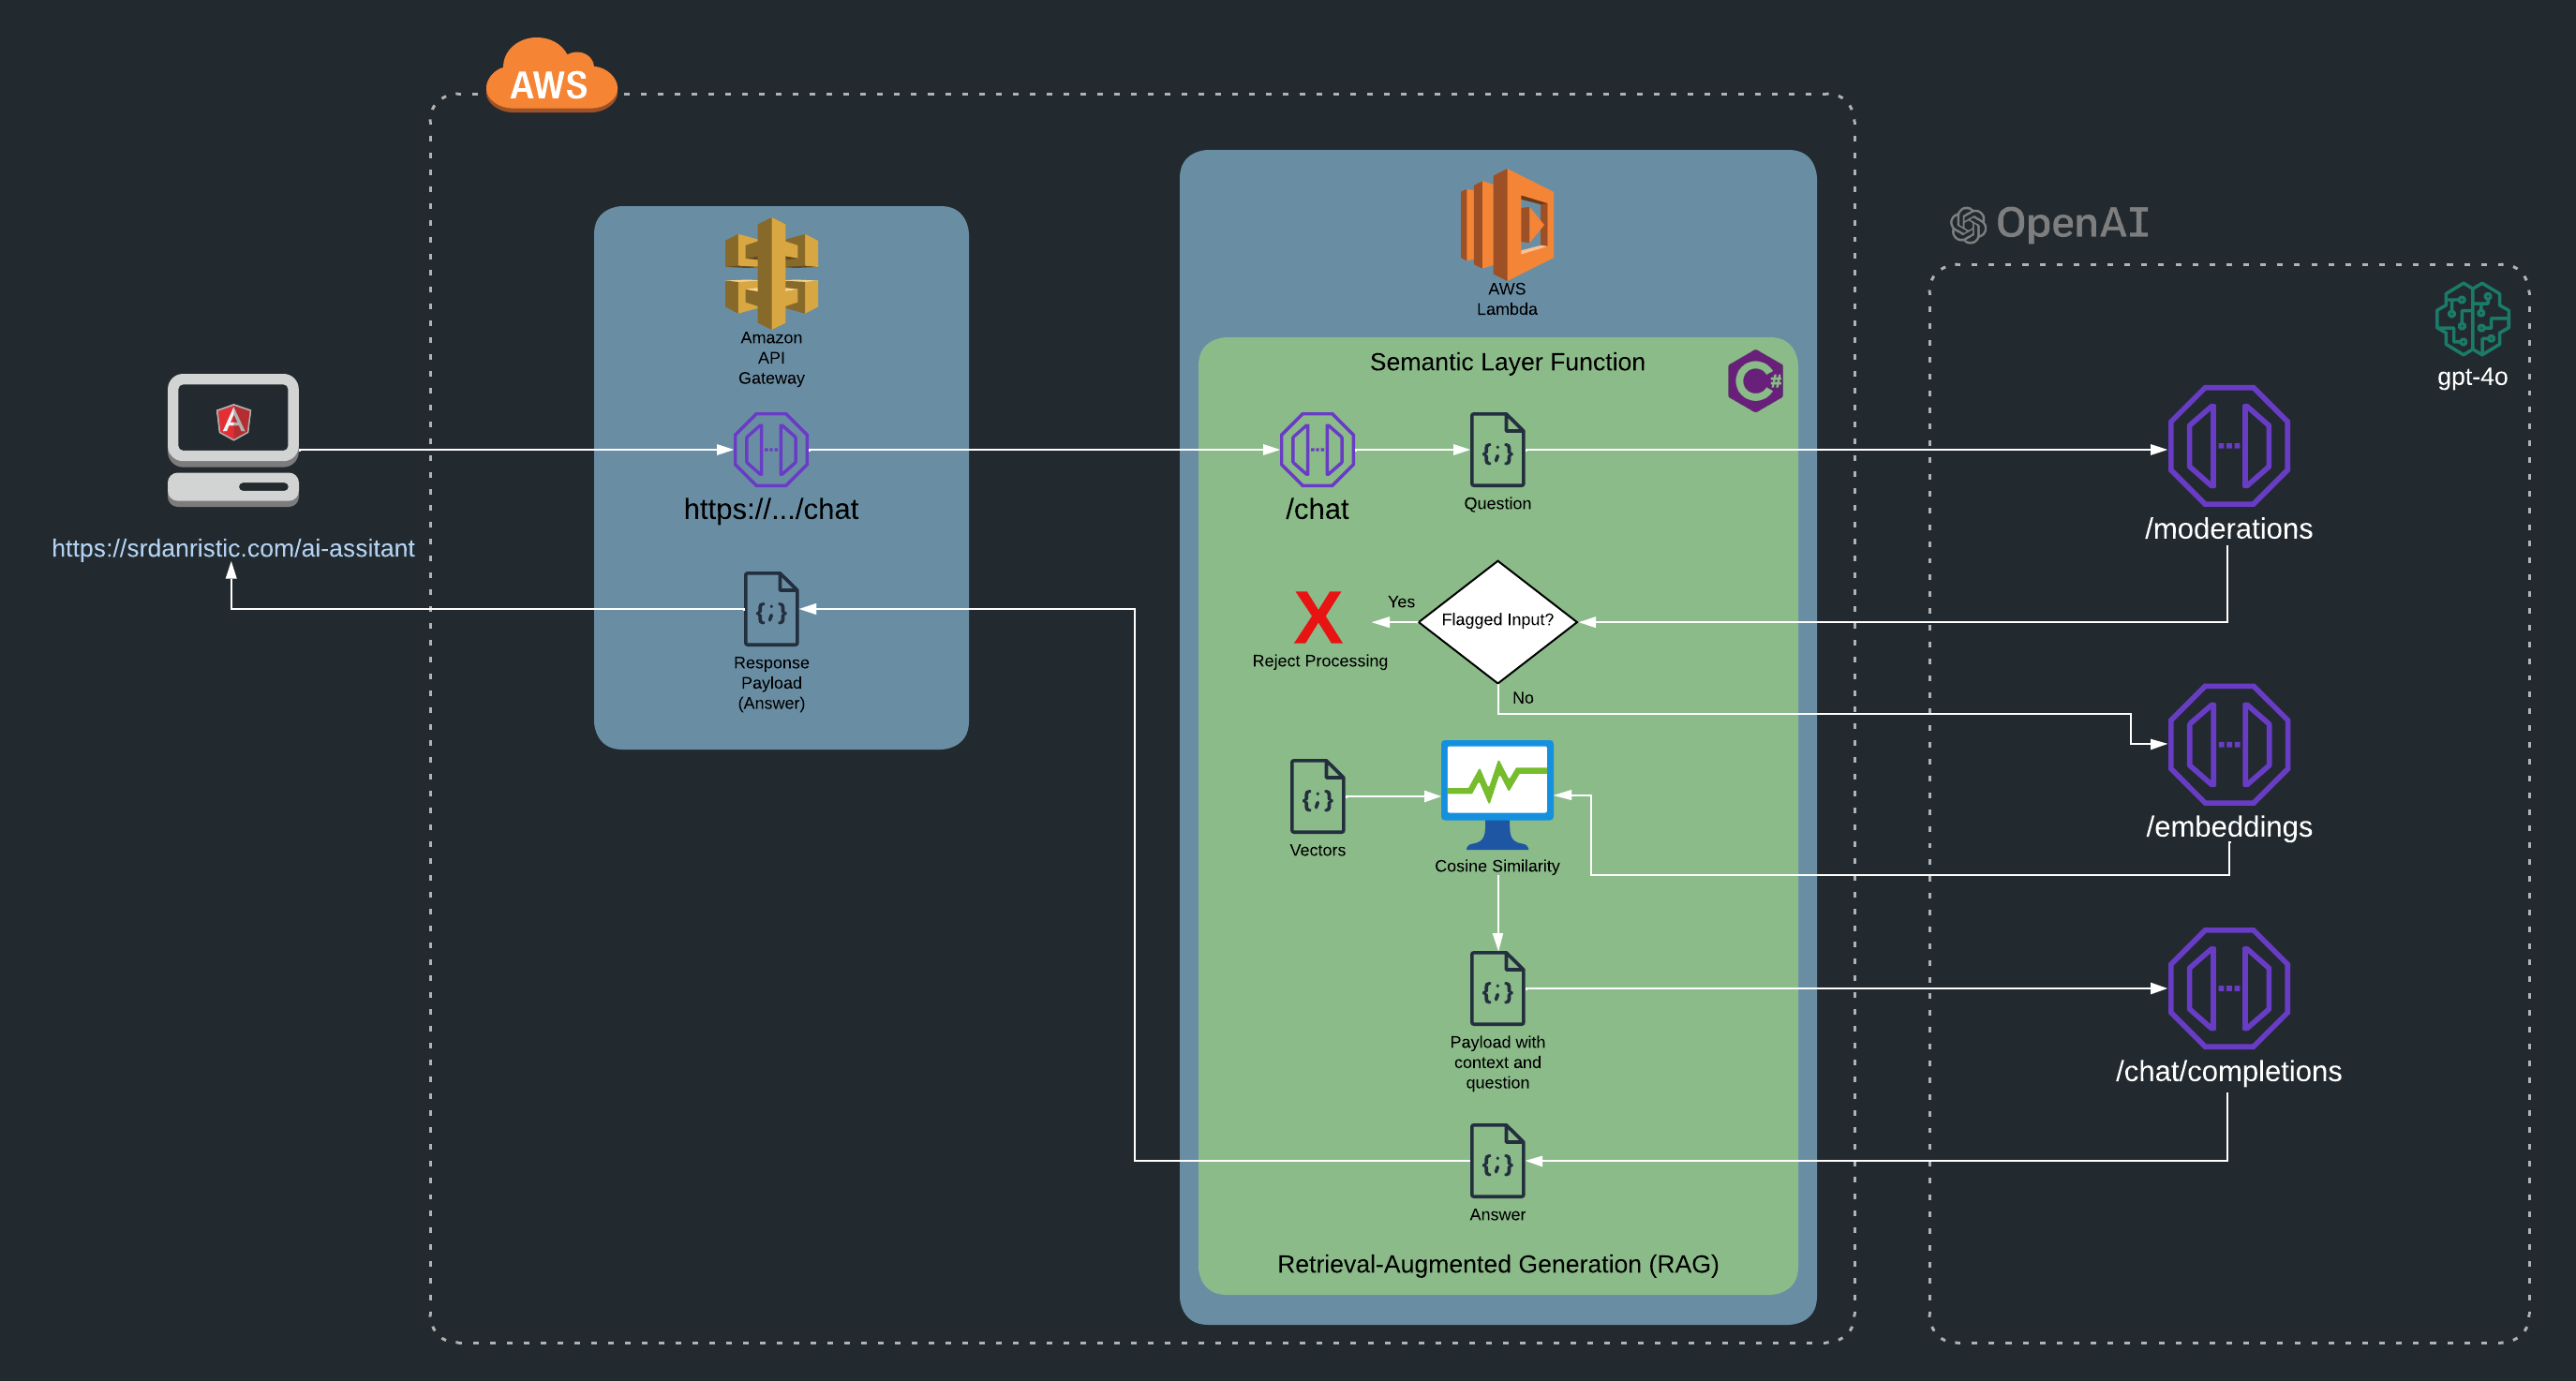 AWS
OpenAI
gpt-4o
Amazon
API
Gateway
AWS
Lambda
Semantic Layer Function
C#
A
https://srdanristic.com/ai-assitant
https://.../chat
/chat
{;}
Question
/moderations
{;}
Response
Payload
(Answer)
X
Reject Processing
Yes
Flagged Input?
No
{;}
Vectors
Cosine Similarity
/embeddings
{;}
Payload with
context and
question
/chat/completions
{;}
Answer
Retrieval-Augmented Generation (RAG)